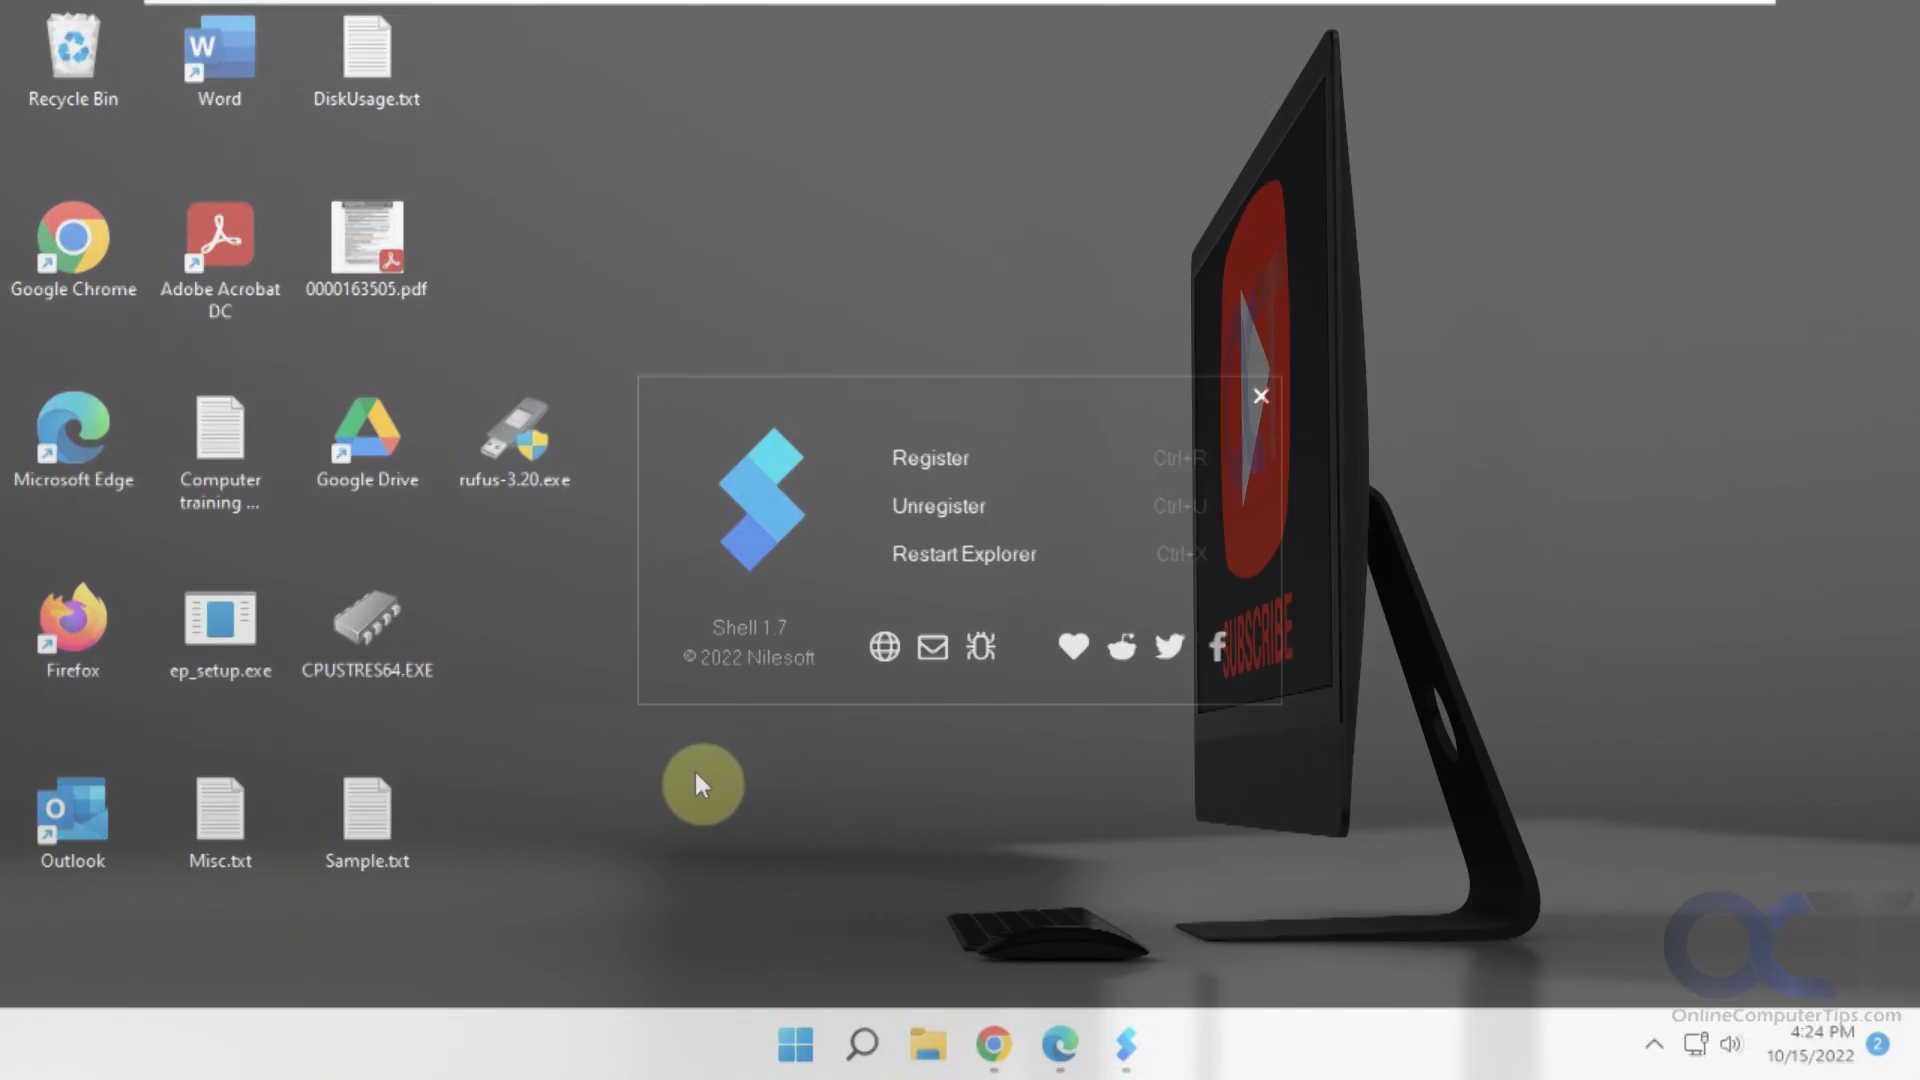 Recycle Bin
Word
DiskUsage.txt
Google Chrome
Adobe Acrobat
DC
0000163505.pdf
Microsoft Edge
Computer
training ...
Google Drive
rufus-3.20.exe
Firefox
ep_setup.exe
CPUSTRES64.EXE
Outlook
Misc.txt
Sample.txt
Register Ctrl+R
Unregister Ctrl+U
Restart Explorer Ctrl+X
Shell 1.7
© 2022 Nilesoft
SUBSCRIBE
OnlineComputerTips.com
4:24 PM
10/15/2022
2